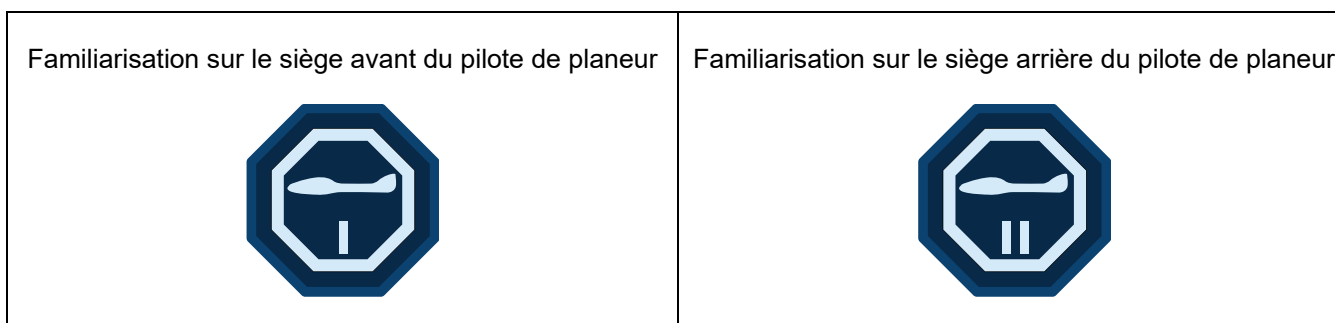 Familiarisation sur le siège avant du pilote de planeur
I
Familiarisation sur le siège arrière du pilote de planeur
II